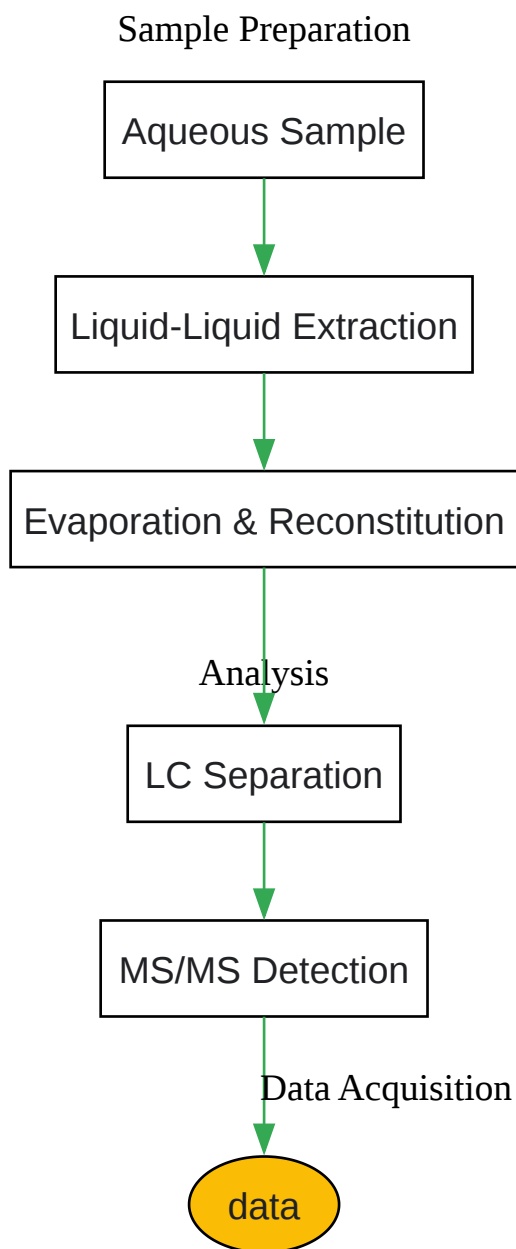 Sample Preparation
Aqueous Sample
Liquid-Liquid Extraction
Evaporation & Reconstitution
Analysis
LC Separation
MS/MS Detection
Data Acquisition
data